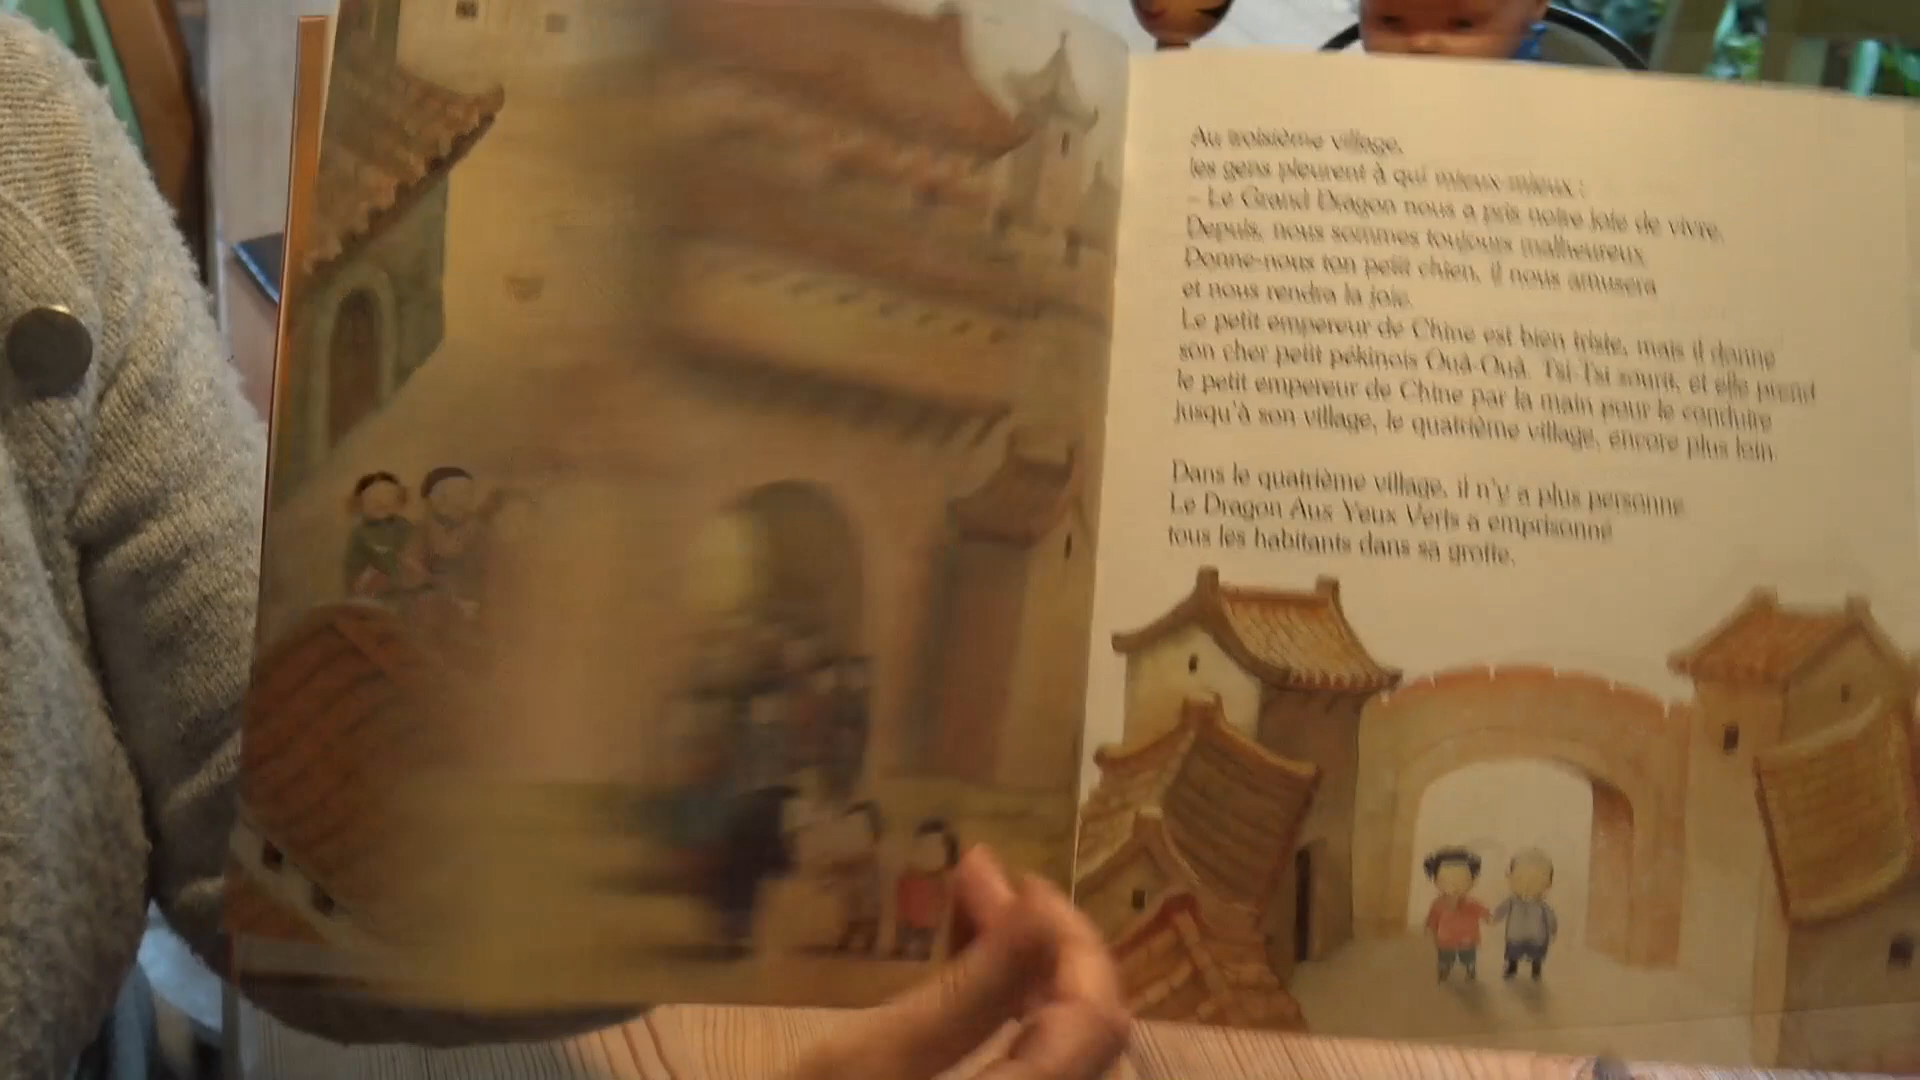 Au troisième village,
les gens pleurent à qui mieux-mieux :
– Le Grand Dragon nous a pris notre joie de vivre.
Depuis, nous sommes toujours malheureux.
Donne-nous ton petit chien, il nous amusera
et nous rendra la joie.
Le petit empereur de Chine est bien triste, mais il donne
son cher petit pékinois Ouâ-Ouâ. Tsi-Tsi sourit, et elle prend
le petit empereur de Chine par la main pour le conduire
jusqu'à son village, le quatrième village, encore plus loin.
Dans le quatrième village, il n'y a plus personne
Le Dragon Aux Yeux Verts a emprisonné
tous les habitants dans sa grotte.